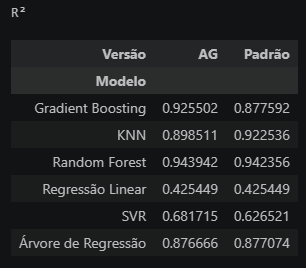 R²
Versão AG Padrão
Modelo
Gradient Boosting 0.925502 0.877592
KNN 0.898511 0.922536
Random Forest 0.943942 0.942356
Regressão Linear 0.425449 0.425449
SVR 0.681715 0.626521
Árvore de Regressão 0.876666 0.877074